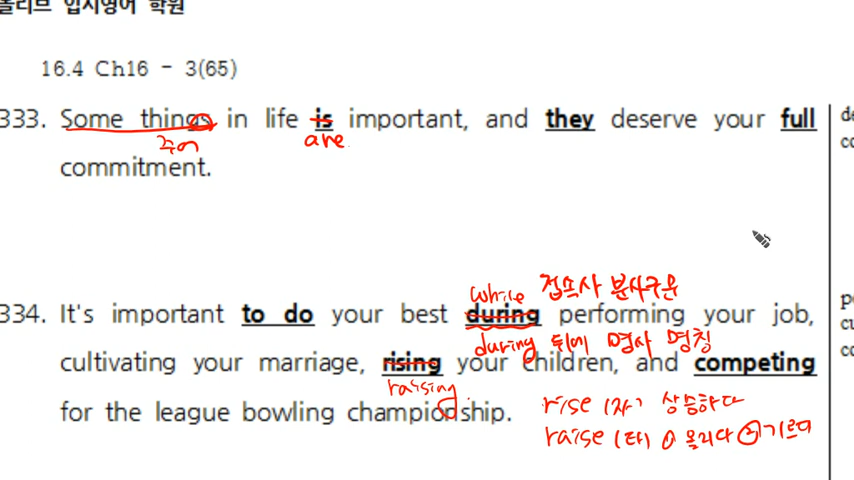 올리브 입시영어 학원
16.4 Ch16 - 3(65)
333. Some things in life is important, and they deserve your full
주어 are
commitment.
while 접속사 분사구문
334. It's important to do your best during performing your job,
during 뒤에 명사 명칭
cultivating your marriage, rising your children, and competing
raising
for the league bowling championship.
rise (자) 상승하다
raise (타) ① 올리다 ② 기르다